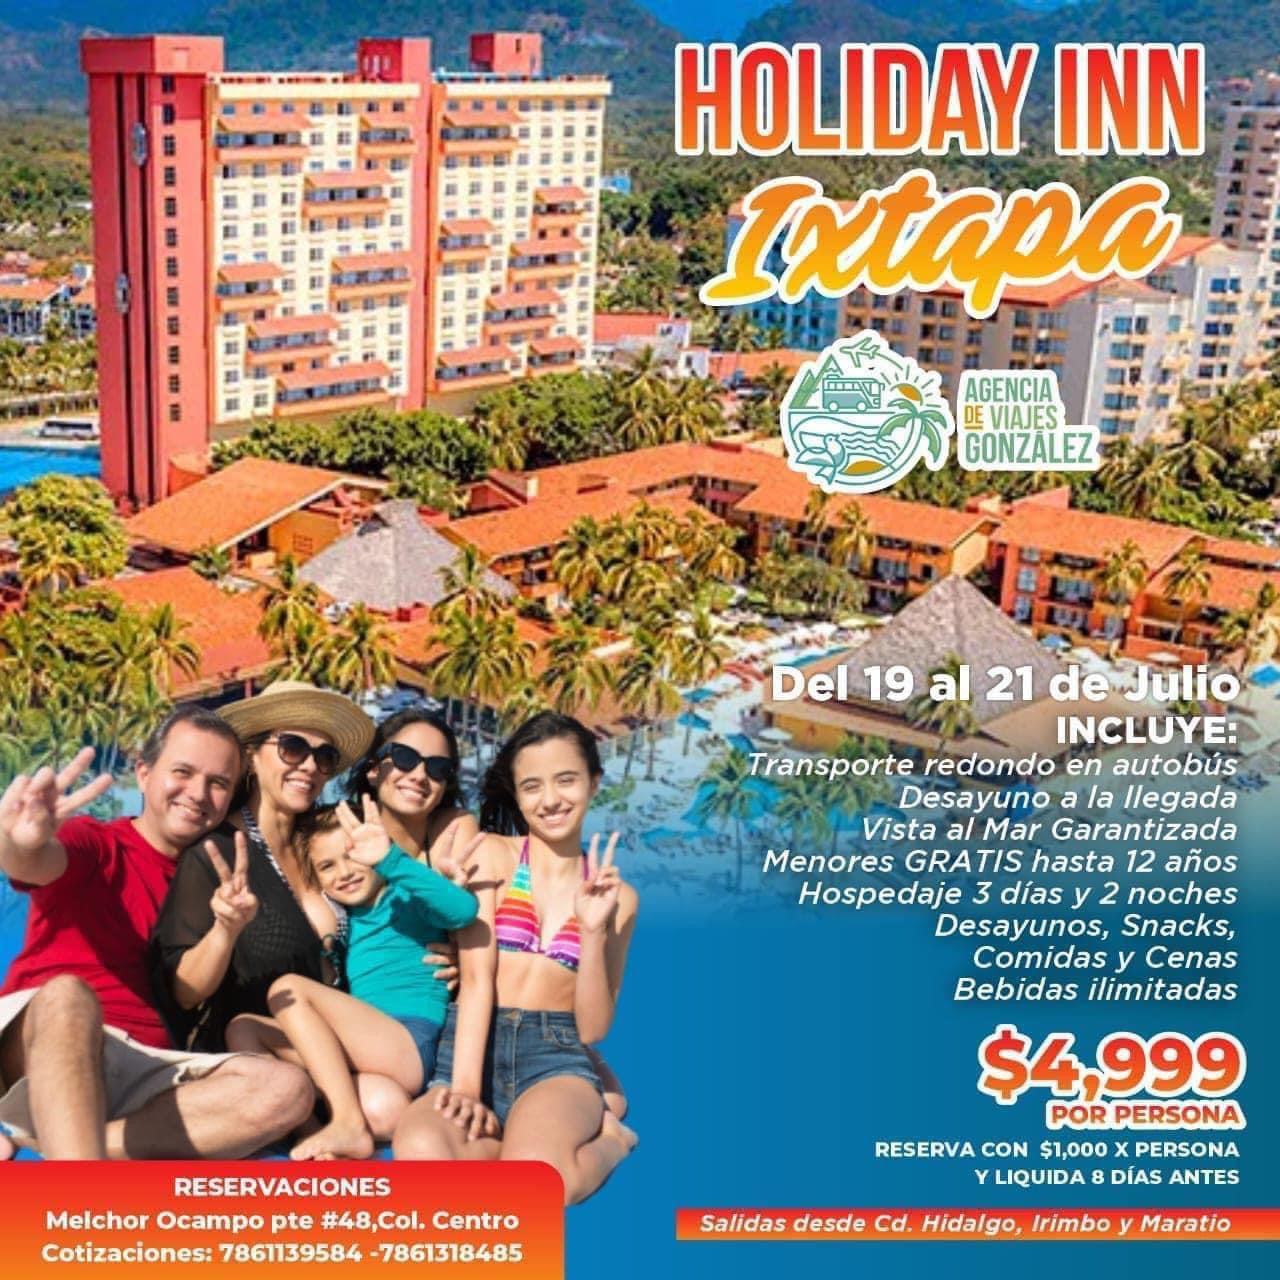 HOLIDAY INN
Ixtapa
AGENCIA
DE VIAJES
GONZÁLEZ
Del 19 al 21 de Julio
INCLUYE:
Transporte redondo en autobús
Desayuno a la llegada
Vista al Mar Garantizada
Menores GRATIS hasta 12 años
Hospedaje 3 días y 2 noches
Desayunos, Snacks,
Comidas y Cenas
Bebidas ilimitadas
$4,999
POR PERSONA
RESERVA CON $1,000 X PERSONA
Y LIQUIDA 8 DÍAS ANTES
Salidas desde Cd. Hidalgo, Irimbo y Maratio
RESERVACIONES
Melchor Ocampo pte #48,Col. Centro
Cotizaciones: 7861139584 -7861318485